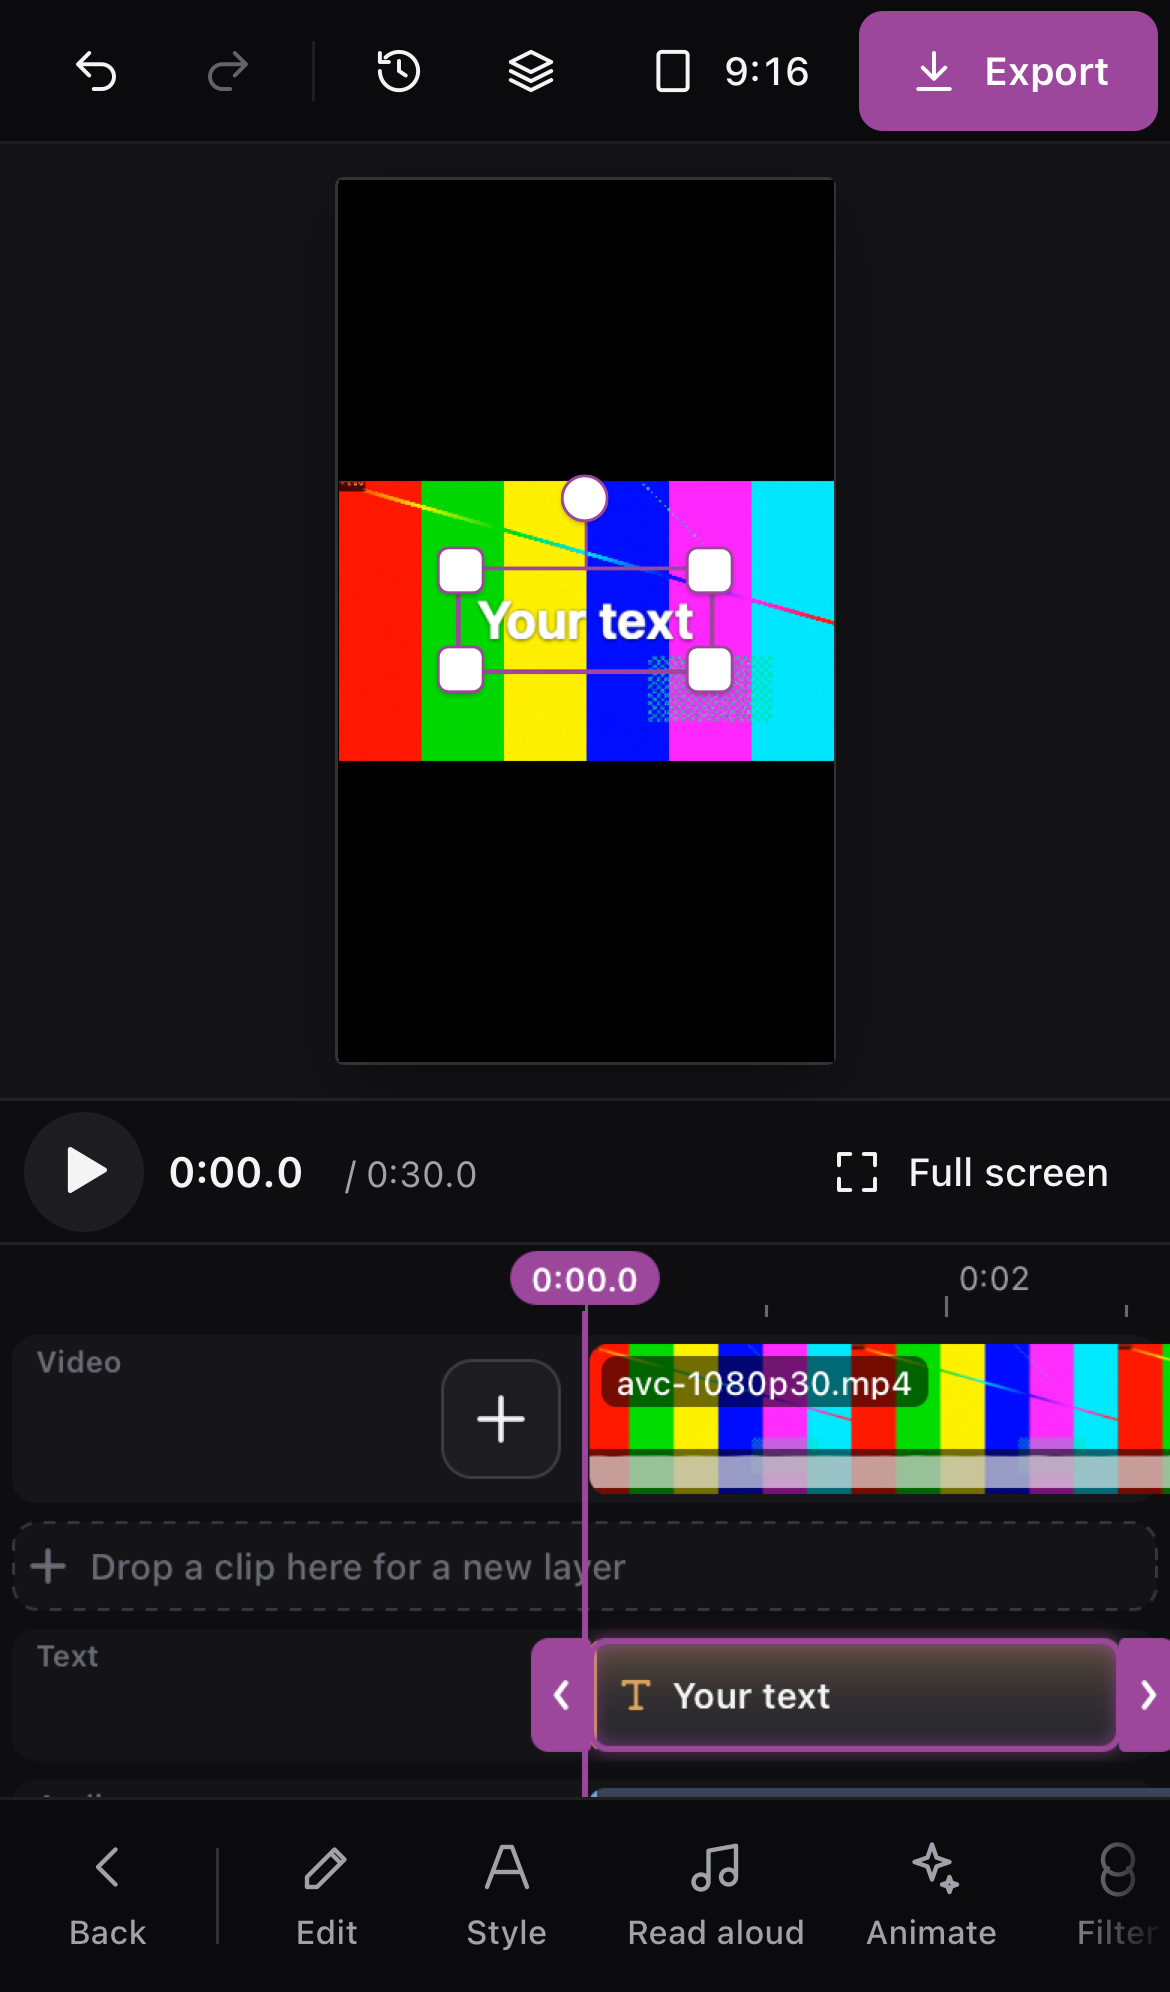 9:16
Export
Your text
0:00.0 / 0:30.0
Full screen
0:00.0
0:02
Video
avc-1080p30.mp4
Drop a clip here for a new layer
Text
Your text
Back
Edit
Style
Read aloud
Animate
Filter